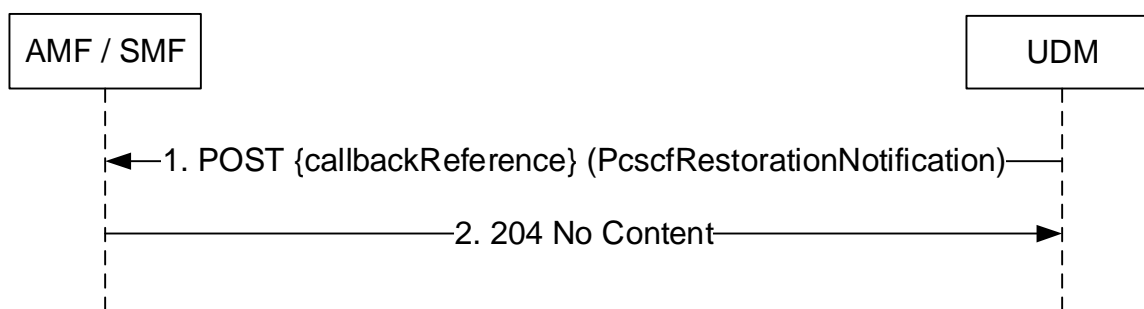 AMF / SMF
UDM
1. POST {callbackReference} (PcscfRestorationNotification)
2. 204 No Content